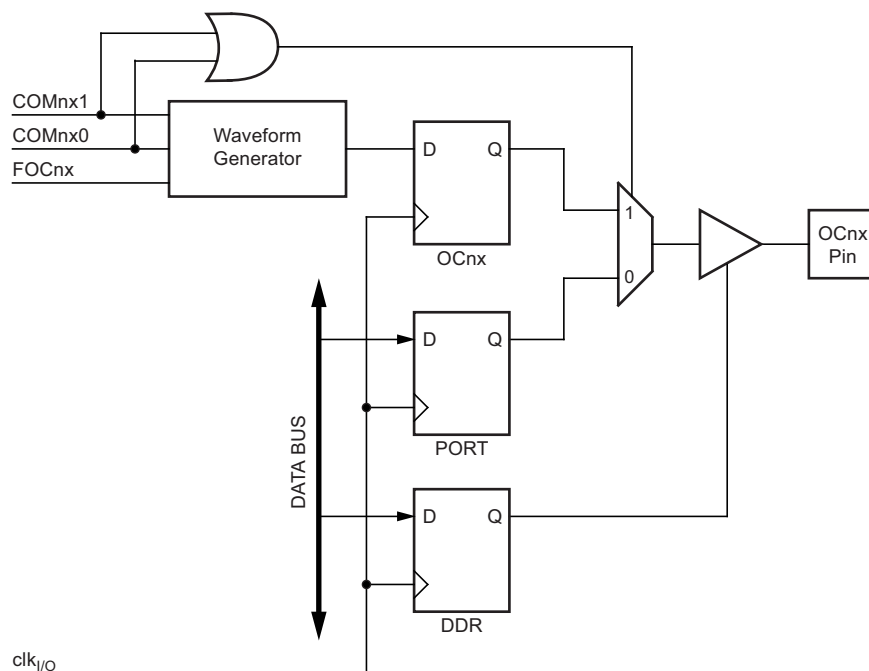 COMnx1
COMnx0
FOCnx
Waveform
Generator
D
Q
OCnx
1
0
OCnx
Pin
D
Q
PORT
DATA BUS
D
Q
DDR
clkI/O